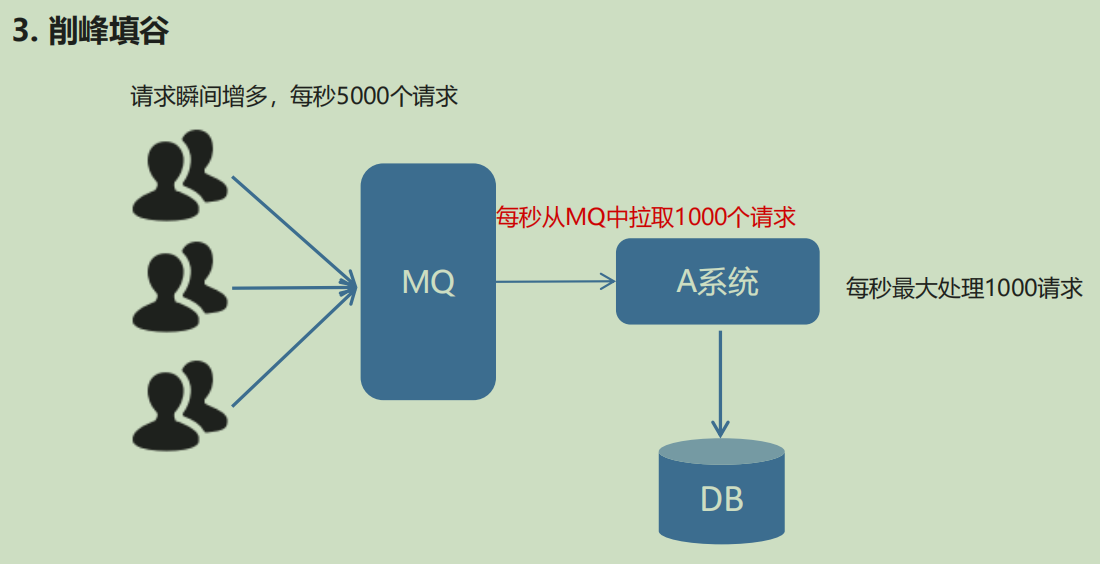 3. 削峰填谷
请求瞬间增多，每秒5000个请求
每秒从MQ中拉取1000个请求
MQ
A系统
每秒最大处理1000请求
DB